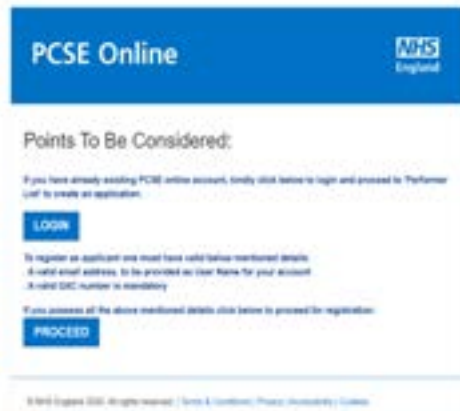 PCSE Online
NHS
England
Points To Be Considered:
If you have already existing PCSE online account, kindly click below to login and proceed to 'Performer
List' to create an application.
LOGIN
To register as applicant one must have valid below mentioned details:
A valid email address, to be provided as User Name for your account
A valid number is mandatory
If you possess all the above mentioned details click below to proceed for registration
PROCEED
© NHS England 2020. All rights reserved. | Terms & Conditions | Privacy | Accessibility | Cookies